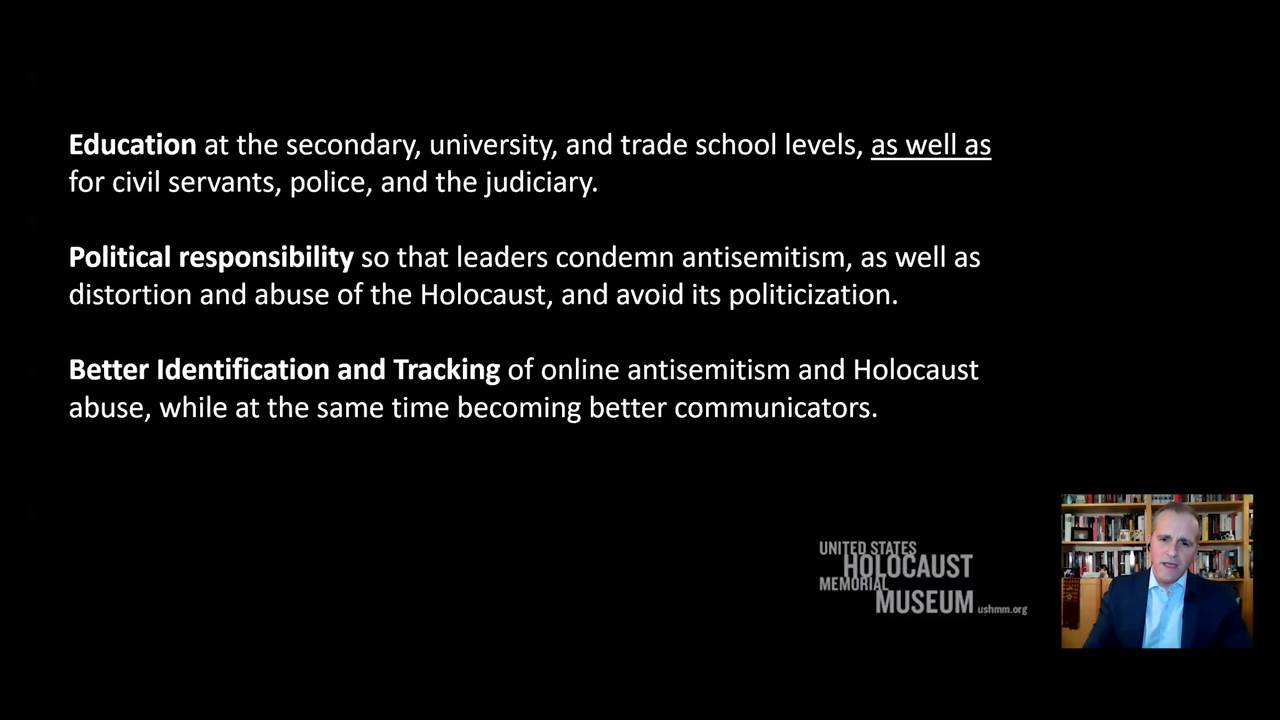 Education at the secondary, university, and trade school levels, as well as
for civil servants, police, and the judiciary.
Political responsibility so that leaders condemn antisemitism, as well as
distortion and abuse of the Holocaust, and avoid its politicization.
Better Identification and Tracking of online antisemitism and Holocaust
abuse, while at the same time becoming better communicators.
UNITED STATES
HOLOCAUST
MEMORIAL
MUSEUM ushmm.org